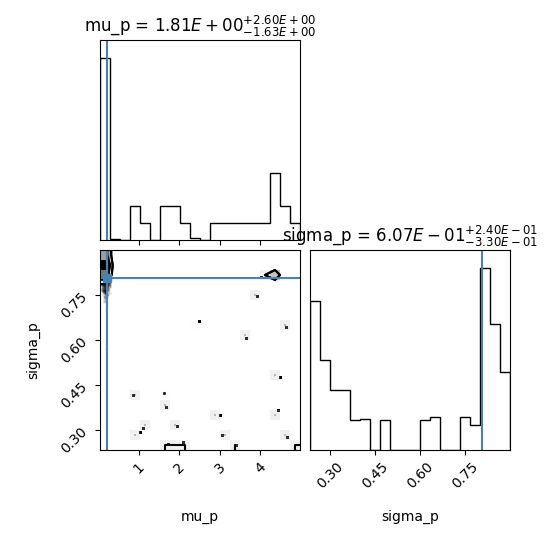 mu_p = 1.81E+00+2.60E+00 −1.63E+00
sigma_p = 6.07E−01+2.40E−01 −3.30E−01
sigma_p
0.75
0.60
0.45
0.30
1 2 3 4
0.30 0.45 0.60 0.75
mu_p
sigma_p